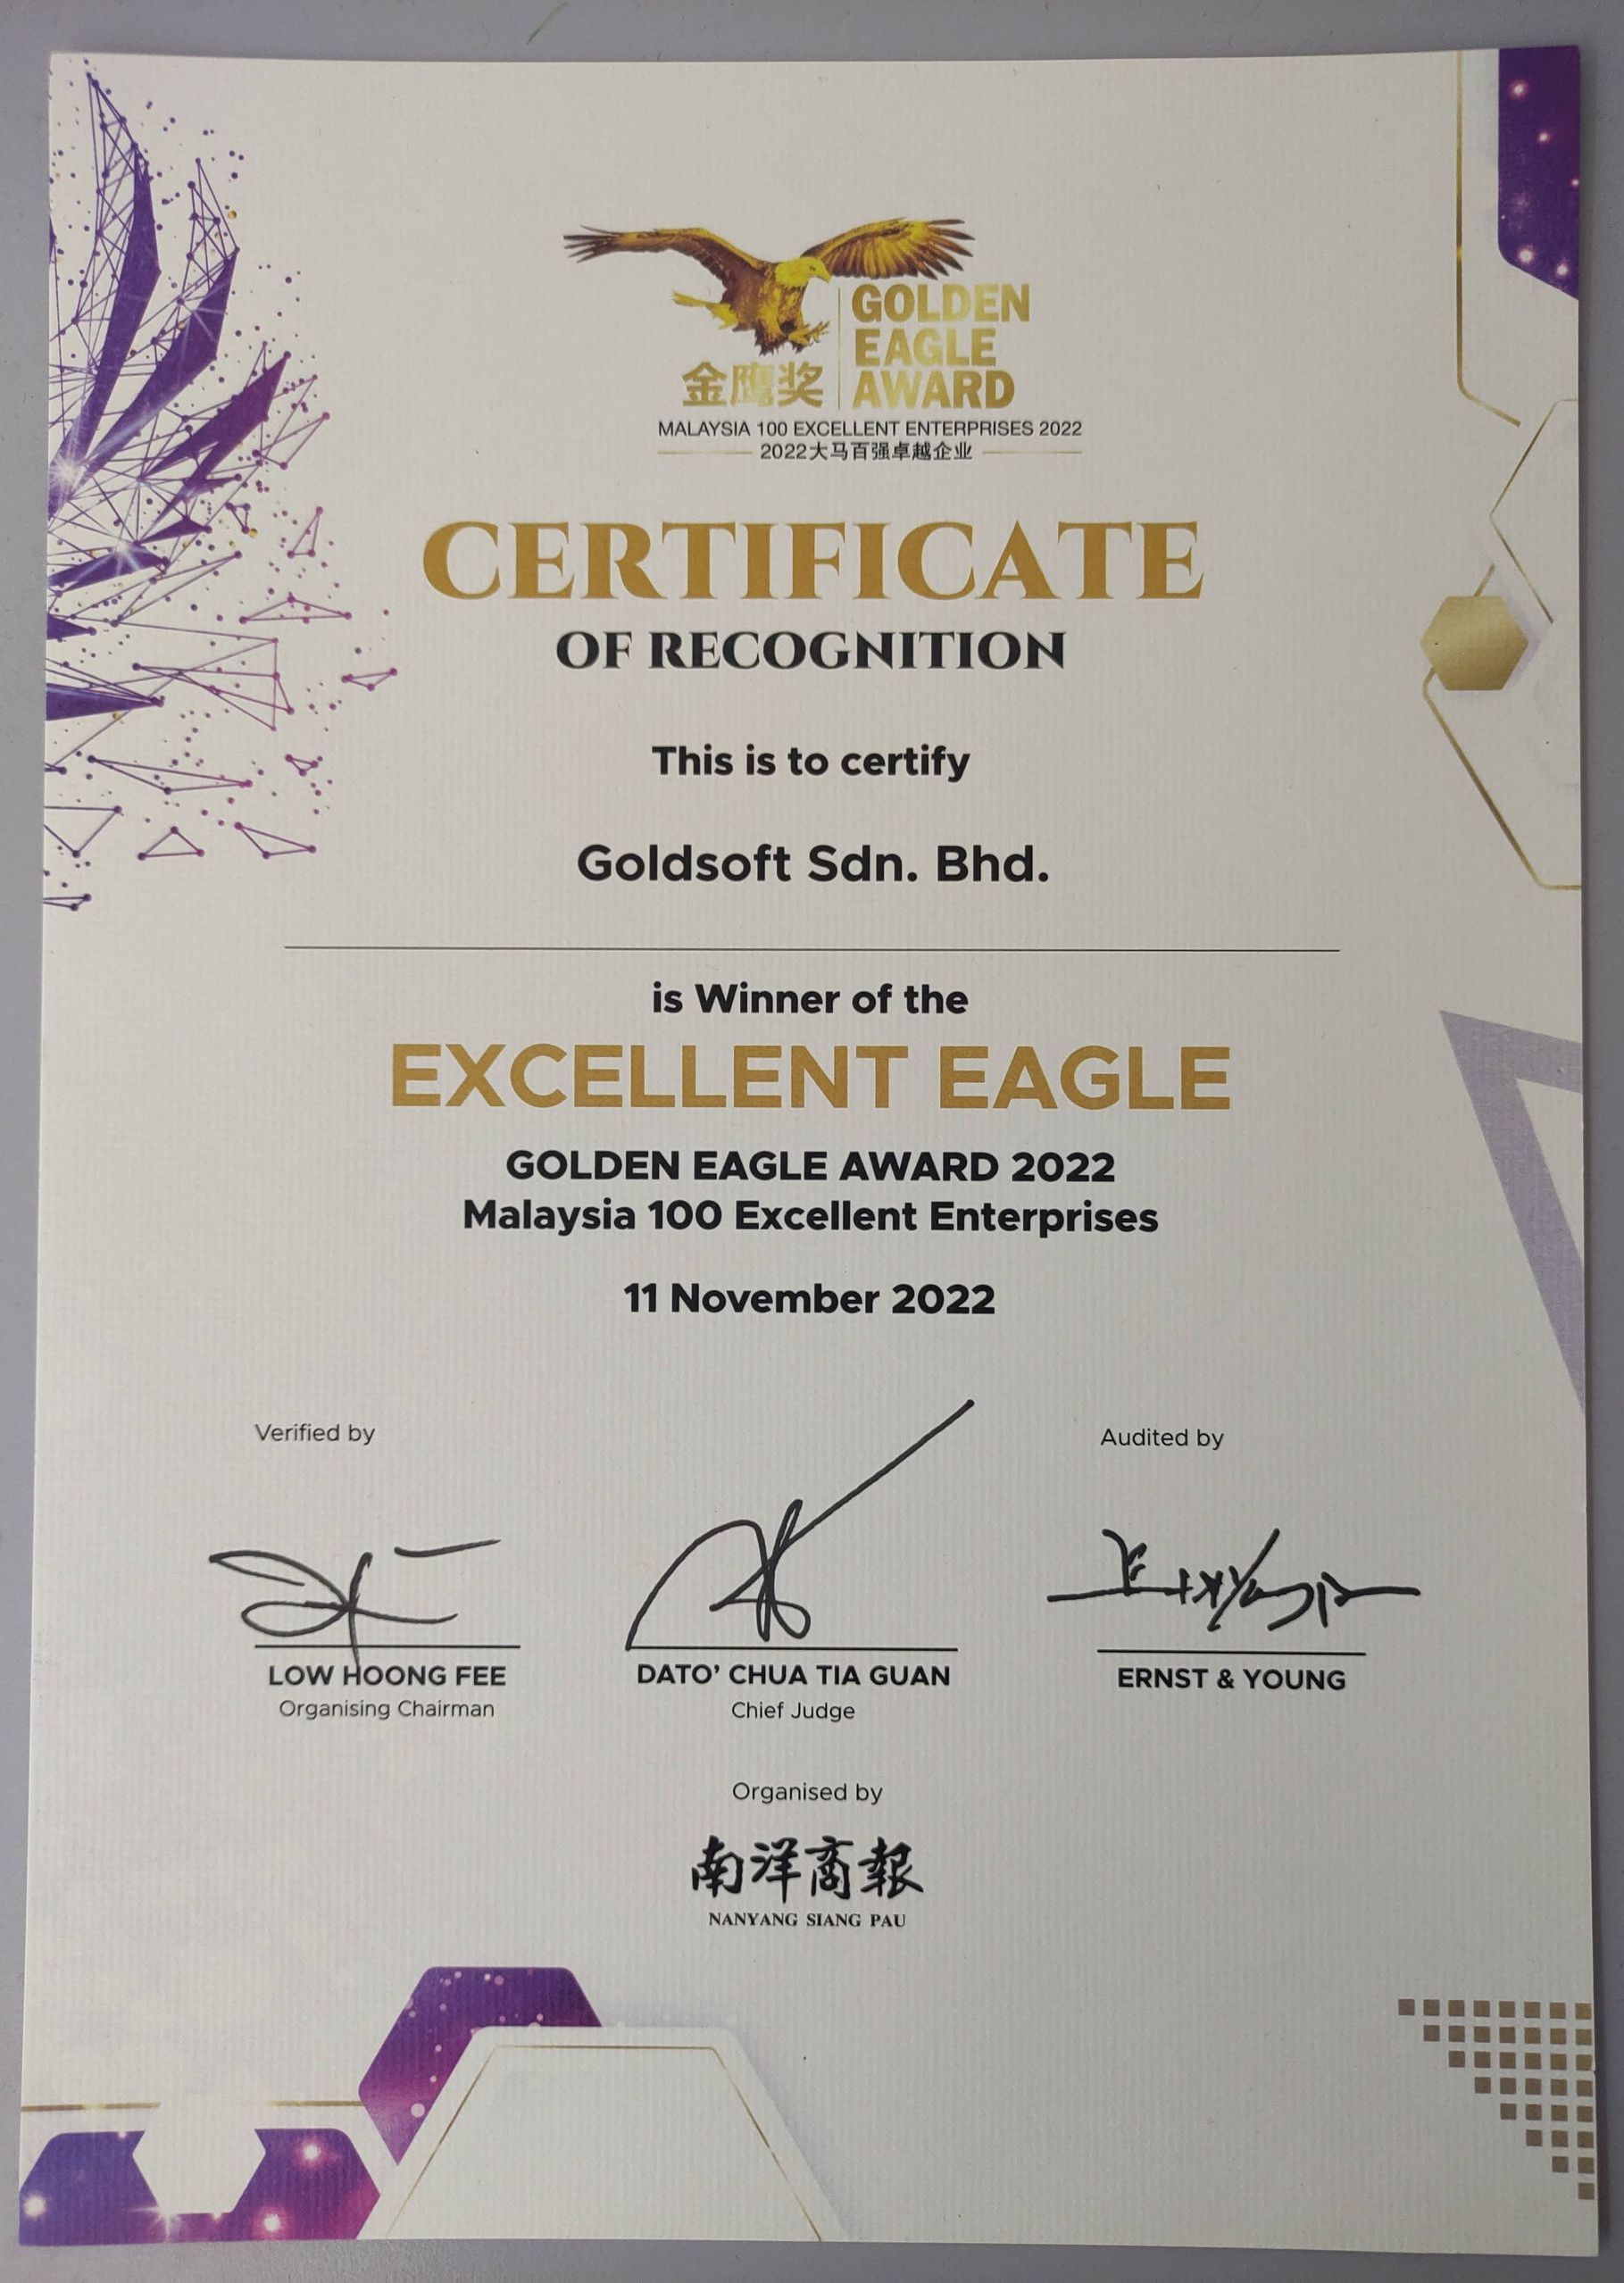 GOLDEN
EAGLE
金鹰奖 AWARD
MALAYSIA 100 EXCELLENT ENTERPRISES 2022
2022大马百强卓越企业
CERTIFICATE
OF RECOGNITION
This is to certify
Goldsoft Sdn. Bhd.
is Winner of the
EXCELLENT EAGLE
GOLDEN EAGLE AWARD 2022
Malaysia 100 Excellent Enterprises
11 November 2022
Verified by
Audited by
LOW HOONG FEE
Organising Chairman
DATO’ CHUA TIA GUAN
Chief Judge
ERNST & YOUNG
Organised by
南洋商報
NANYANG SIANG PAU